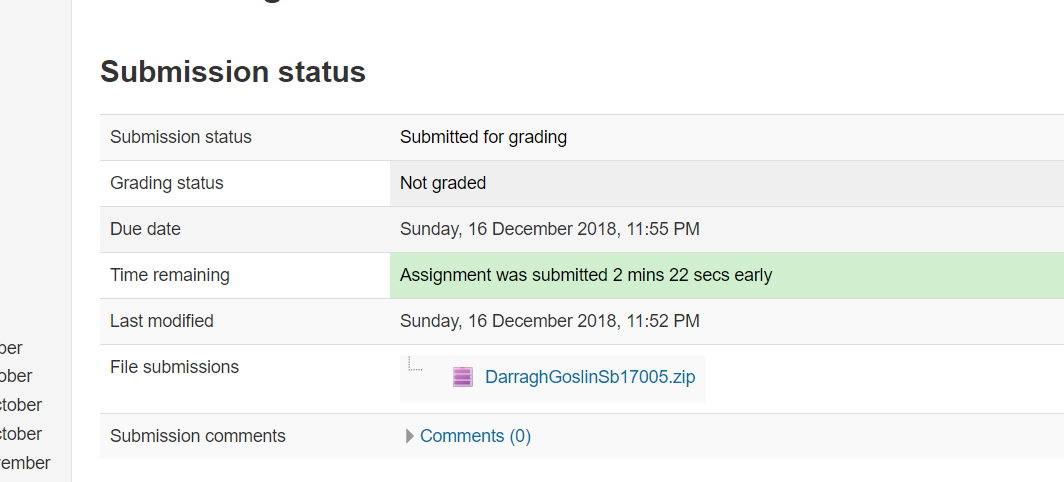 Submission status
Submission status Submitted for grading
Grading status Not graded
Due date Sunday, 16 December 2018, 11:55 PM
Time remaining Assignment was submitted 2 mins 22 secs early
Last modified Sunday, 16 December 2018, 11:52 PM
File submissions DarraghGoslinSb17005.zip
Submission comments Comments (0)
ber
ober
ctober
ctober
vember